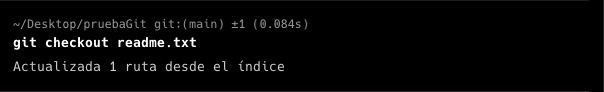 ~/Desktop/pruebaGit git:(main) ±1 (0.084s)
git checkout readme.txt
Actualizada 1 ruta desde el índice